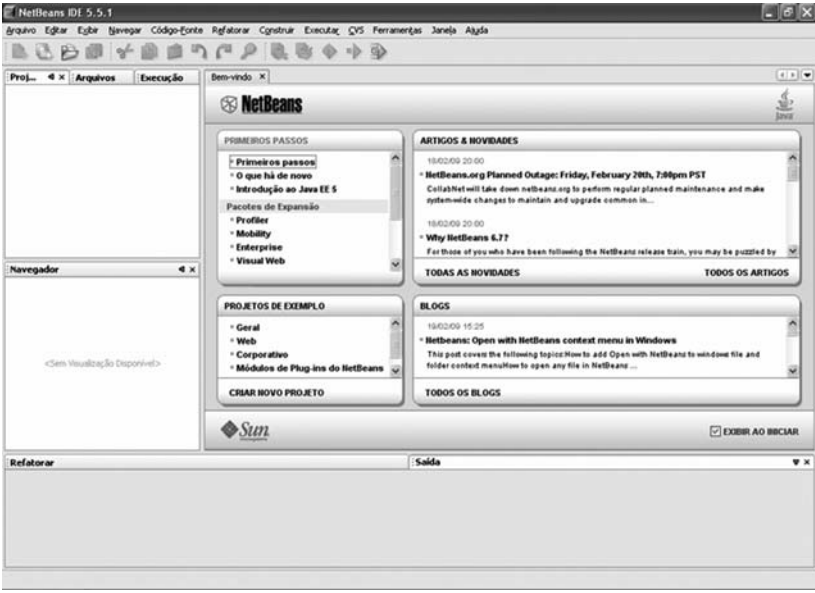 NetBeans IDE 5.5.1
Arquivo Editar Exibir Navegar Código-Fonte Refatorar Construir Executar CVS Ferramentas Janela Ajuda
Proj... Arquivos Execução
Bem-vindo
NetBeans
Java
PRIMEIROS PASSOS
Primeiros passos
O que há de novo
Introdução ao Java EE 5
Pacotes de Expansão
Profiler
Mobility
Enterprise
Visual Web
ARTIGOS & NOVIDADES
18/02/09 20:00
NetBeans.org Planned Outage: Friday, February 20th, 7:00pm PST
CollabNet will take down netbeans.org to perform regular planned maintenance and make
system-wide changes to maintain and upgrade common in...
18/02/09 20:00
Why NetBeans 6.7?
For those of you who have been following the NetBeans release train, you may be puzzled by
TODAS AS NOVIDADES TODOS OS ARTIGOS
Navegador
<Sem Visualização Disponível>
PROJETOS DE EXEMPLO
Geral
Web
Corporativo
Módulos de Plug-ins do NetBeans
CRIAR NOVO PROJETO
BLOGS
19/02/09 15:25
Netbeans: Open with NetBeans context menu in Windows
This post covers the following topics:How to add Open with NetBeans to windows file and
folder context menuHow to open any file in NetBeans ...
TODOS OS BLOGS
Sun
EXIBIR AO INICIAR
Refatorar
Saída